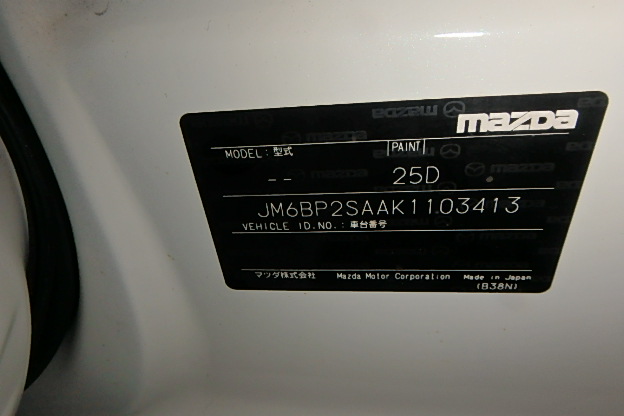 mazda
MODEL : 型式 PAINT
-- 25D
JM6BP2SAAK1103413
VEHICLE ID.NO. : 車台番号
マツダ株式会社 Mazda Motor Corporation Made in Japan
(B38N)